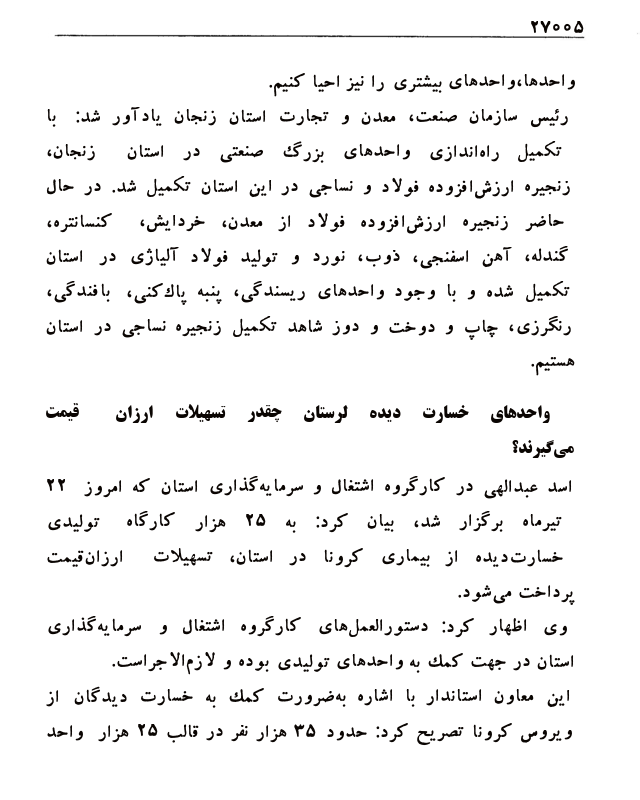 ۲۷۰۰۵
واحدها،واحدهای بیشتری را نیز احیا کنیم.
رئیس سازمان صنعت، معدن و تجارت استان زنجان یادآور شد: با
تکمیل راه‌اندازی واحدهای بزرگ صنعتی در استان زنجان،
زنجیره ارزش‌افزوده فولاد و نساجی در این استان تکمیل شد. در حال
حاضر زنجیره ارزش‌افزوده فولاد از معدن، خردایش، کنسانتره،
گندله، آهن اسفنجی، ذوب، نورد و تولید فولاد آلیاژی در استان
تکمیل شده و با وجود واحدهای ریسندگی، پنبه پاک‌کنی، بافندگی،
رنگرزی، چاپ و دوخت و دوز شاهد تکمیل زنجیره نساجی در استان
هستیم.
واحدهای خسارت دیده لرستان چقدر تسهیلات ارزان قیمت
می‌گیرند؟
اسد عبدالهی در کارگروه اشتغال و سرمایه‌گذاری استان که امروز ۲۲
تیرماه برگزار شد، بیان کرد: به ۲۵ هزار کارگاه تولیدی
خسارت‌دیده از بیماری کرونا در استان، تسهیلات ارزان‌قیمت
پرداخت می‌شود.
وی اظهار کرد: دستورالعمل‌های کارگروه اشتغال و سرمایه‌گذاری
استان در جهت کمک به واحدهای تولیدی بوده و لازم‌الاجراست.
این معاون استاندار با اشاره به‌ضرورت کمک به خسارت دیدگان از
ویروس کرونا تصریح کرد: حدود ۳۵ هزار نفر در قالب ۲۵ هزار واحد